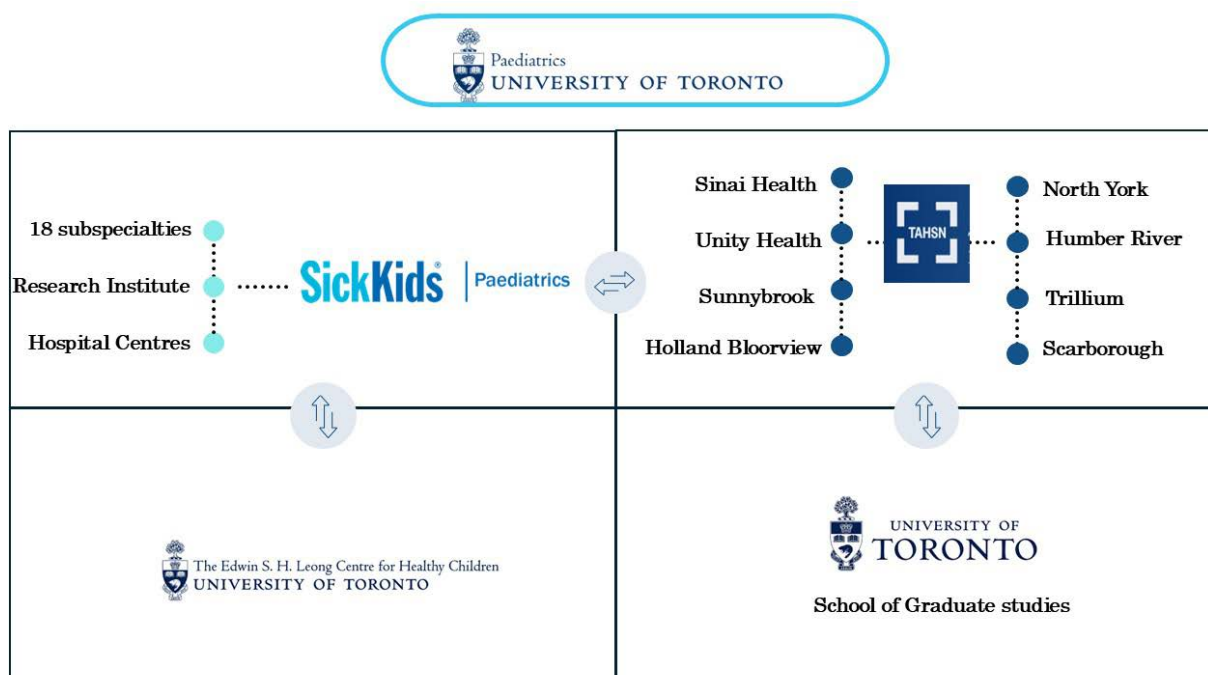 Paediatrics
UNIVERSITY OF TORONTO
18 subspecialties
Research Institute
Hospital Centres
SickKids®
Paediatrics
Sinai Health
Unity Health
Sunnybrook
Holland Bloorview
TAHSN
North York
Humber River
Trillium
Scarborough
The Edwin S. H. Leong Centre for Healthy Children
UNIVERSITY OF TORONTO
UNIVERSITY OF
TORONTO
School of Graduate studies